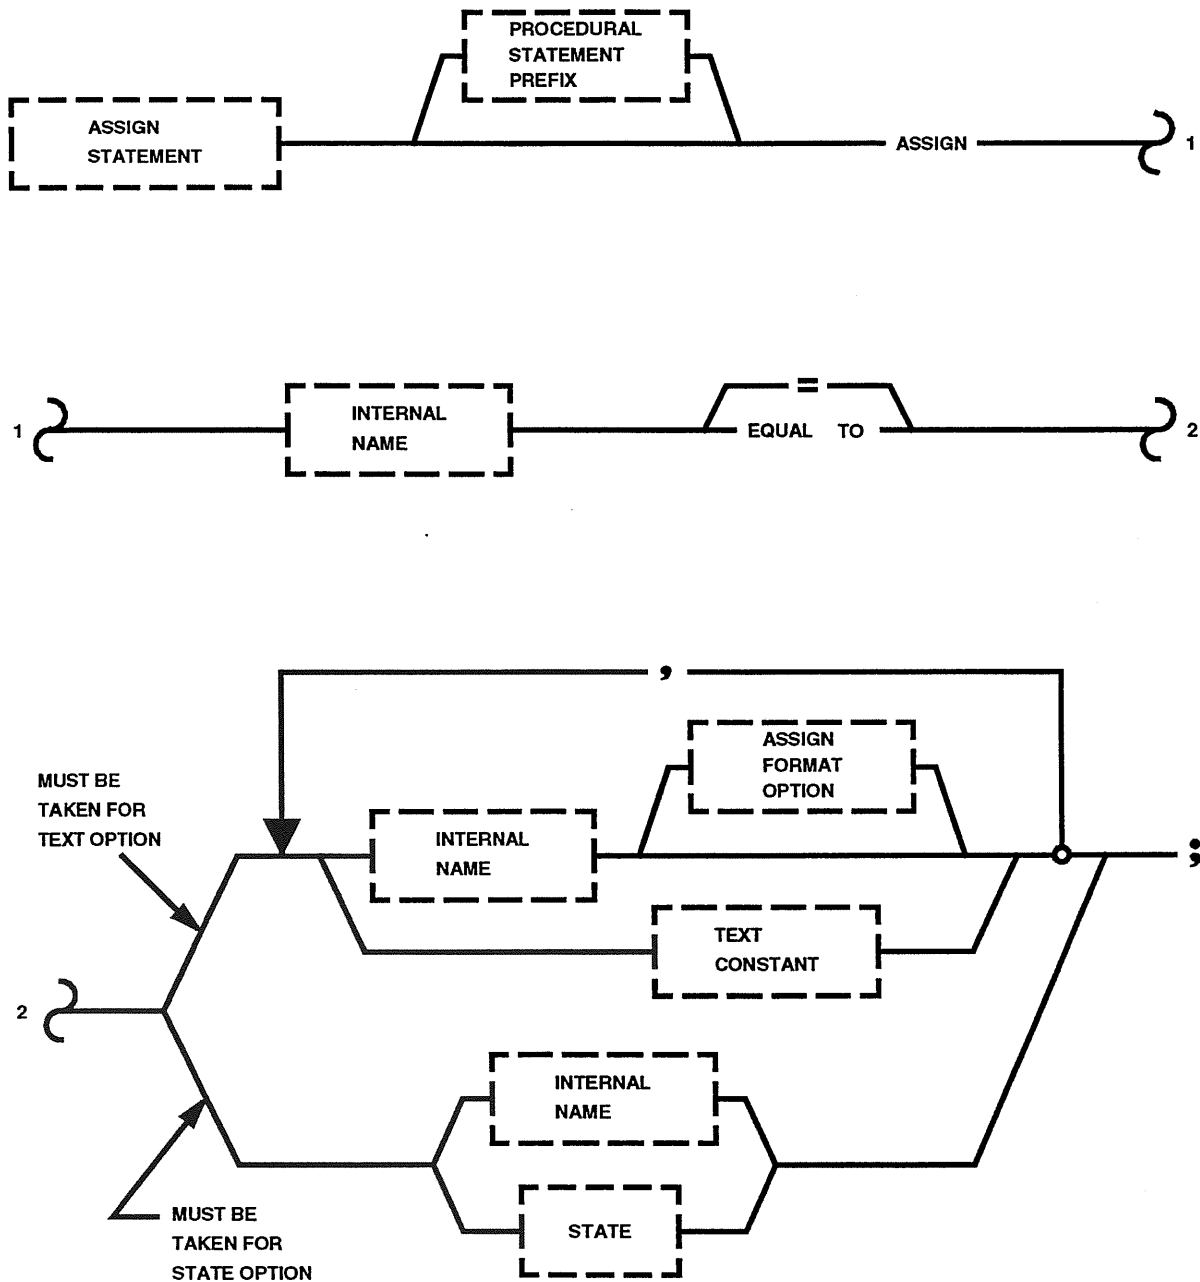 PROCEDURAL
STATEMENT
PREFIX
ASSIGN
STATEMENT
ASSIGN
1
1
INTERNAL
NAME
=
EQUAL TO
2
,
ASSIGN
FORMAT
OPTION
MUST BE
TAKEN FOR
TEXT OPTION
INTERNAL
NAME
;
TEXT
CONSTANT
2
INTERNAL
NAME
STATE
MUST BE
TAKEN FOR
STATE OPTION